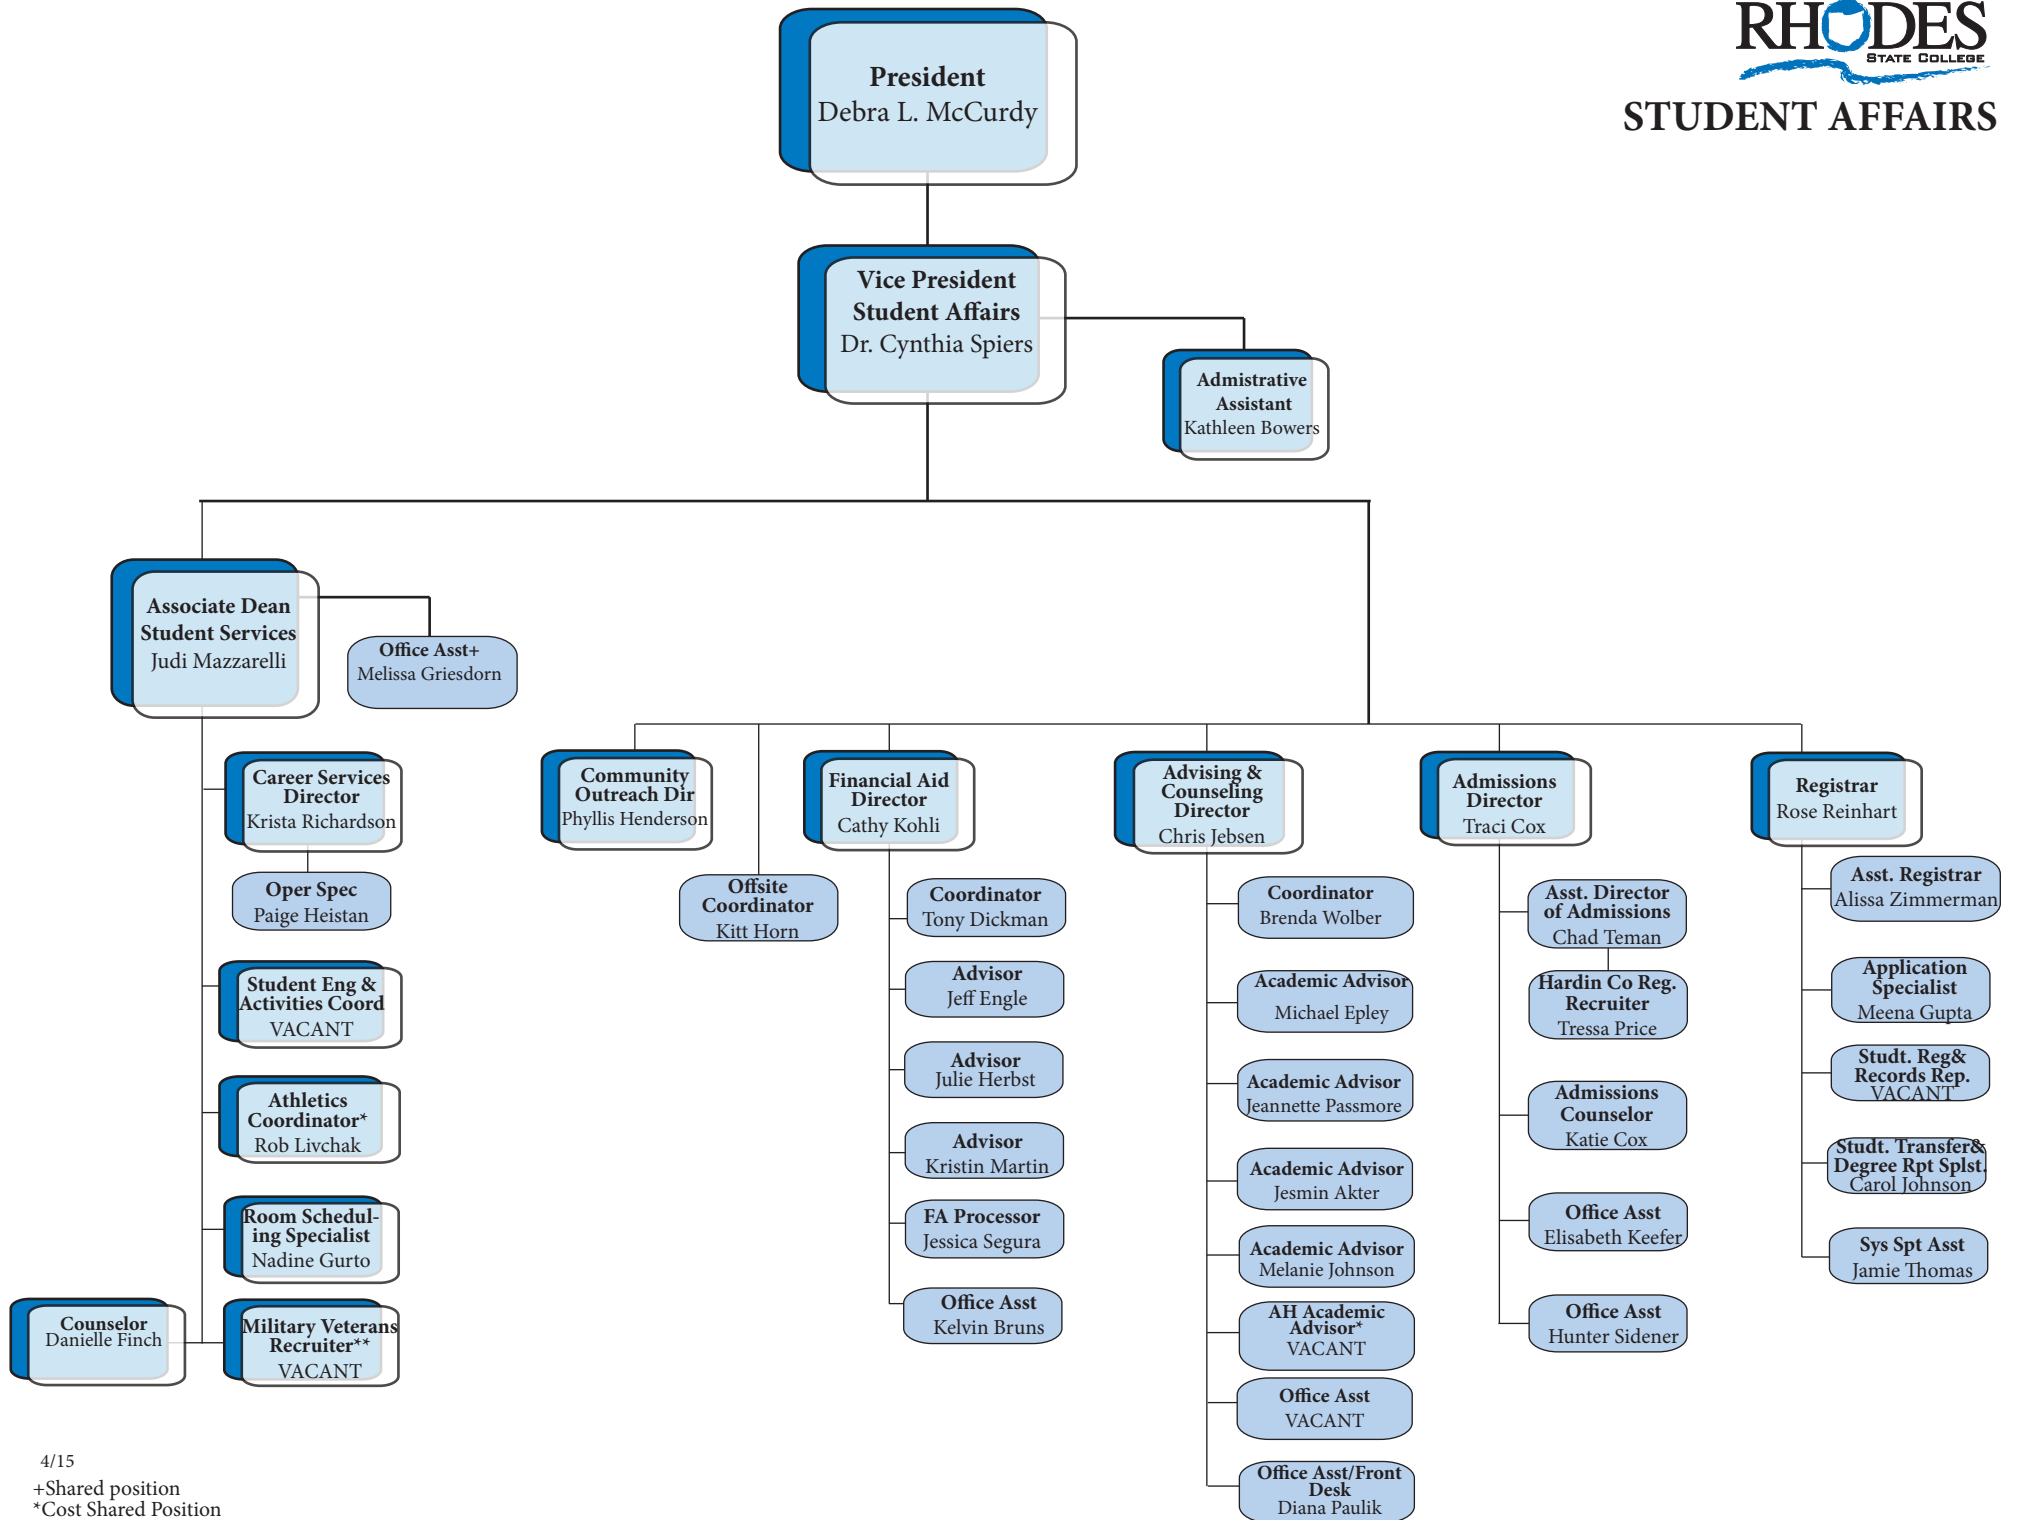 RHODES
STATE COLLEGE
STUDENT AFFAIRS
President
Debra L. McCurdy
Vice President
Student Affairs
Dr. Cynthia Spiers
Admistrative
Assistant
Kathleen Bowers
Associate Dean
Student Services
Judi Mazzarelli
Office Asst+
Melissa Griesdorn
Career Services
Director
Krista Richardson
Oper Spec
Paige Heistan
Student Eng &
Activities Coord
VACANT
Athletics
Coordinator*
Rob Livchak
Room Schedul-
ing Specialist
Nadine Gurto
Counselor
Danielle Finch
Military Veterans
Recruiter**
VACANT
Community
Outreach Dir
Phyllis Henderson
Offsite
Coordinator
Kitt Horn
Financial Aid
Director
Cathy Kohli
Coordinator
Tony Dickman
Advisor
Jeff Engle
Advisor
Julie Herbst
Advisor
Kristin Martin
FA Processor
Jessica Segura
Office Asst
Kelvin Bruns
Advising &
Counseling
Director
Chris Jebsen
Coordinator
Brenda Wolber
Academic Advisor
Michael Epley
Academic Advisor
Jeannette Passmore
Academic Advisor
Jesmin Akter
Academic Advisor
Melanie Johnson
AH Academic
Advisor*
VACANT
Office Asst
VACANT
Office Asst/Front
Desk
Diana Paulik
Admissions
Director
Traci Cox
Asst. Director
of Admissions
Chad Teman
Hardin Co Reg.
Recruiter
Tressa Price
Admissions
Counselor
Katie Cox
Office Asst
Elisabeth Keefer
Office Asst
Hunter Sidener
Registrar
Rose Reinhart
Asst. Registrar
Alissa Zimmerman
Application
Specialist
Meena Gupta
Studt. Reg&
Records Rep.
VACANT
Studt. Transfer&
Degree Rpt Splst.
Carol Johnson
Sys Spt Asst
Jamie Thomas
4/15
+Shared position
*Cost Shared Position